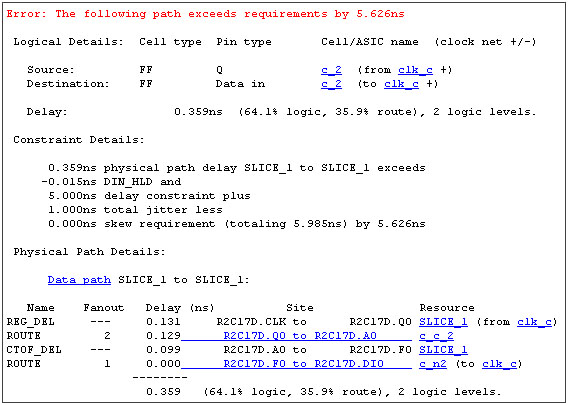 Error: The following path exceeds requirements by 5.626ns
Logical Details:  Cell type  Pin type       Cell/ASIC name  (clock net +/-)
Source:         FF         Q              c_2  (from clk_c +)
Destination:    FF         Data in        c_2  (to clk_c +)
Delay:               0.359ns  (64.1% logic, 35.9% route), 2 logic levels.
Constraint Details:
0.359ns physical path delay SLICE_1 to SLICE_1 exceeds
-0.015ns DIN_HLD and
5.000ns delay constraint plus
1.000ns total jitter less
0.000ns skew requirement (totaling 5.985ns) by 5.626ns
Physical Path Details:
Data path SLICE_1 to SLICE_1:
Name    Fanout   Delay (ns)          Site               Resource
REG_DEL     ---     0.131     R2C17D.CLK to      R2C17D.Q0 SLICE_1 (from clk_c)
ROUTE         2     0.129      R2C17D.Q0 to R2C17D.A0      c_c_2
CTOF_DEL    ---     0.099      R2C17D.A0 to      R2C17D.F0 SLICE_1
ROUTE         1     0.000      R2C17D.F0 to R2C17D.DI0     c_n2 (to clk_c)
--------
0.359   (64.1% logic, 35.9% route), 2 logic levels.